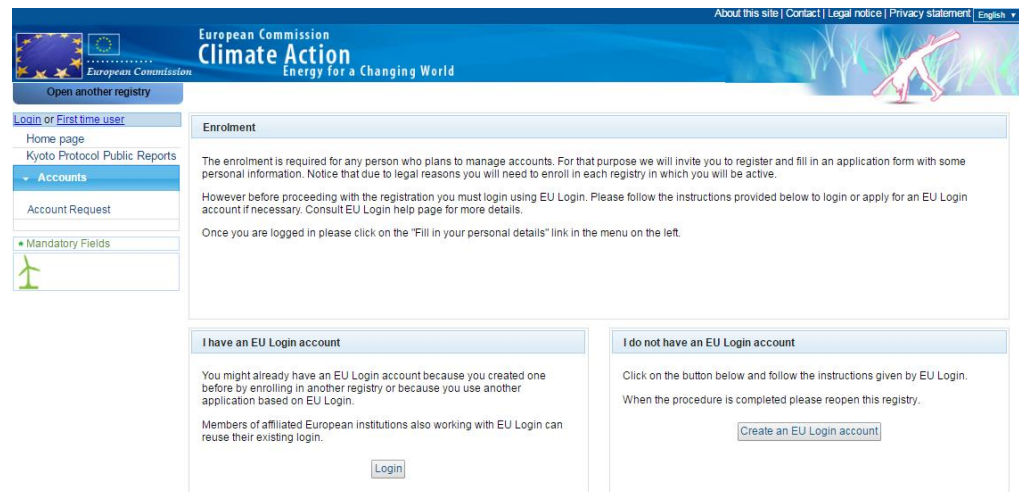 About this site | Contact | Legal notice | Privacy statement English
European Commission
Climate Action
Energy for a Changing World
European Commission
Open another registry
Login or First time user
Home page
Kyoto Protocol Public Reports
Accounts
Account Request
Mandatory Fields
Enrolment
The enrolment is required for any person who plans to manage accounts. For that purpose we will invite you to register and fill in an application form with some
personal information. Notice that due to legal reasons you will need to enroll in each registry in which you will be active.
However before proceeding with the registration you must login using EU Login. Please follow the instructions provided below to login or apply for an EU Login
account if necessary. Consult EU Login help page for more details.
Once you are logged in please click on the "Fill in your personal details" link in the menu on the left.
I have an EU Login account
You might already have an EU Login account because you created one
before by enrolling in another registry or because you use another
application based on EU Login.
Members of affiliated European institutions also working with EU Login can
reuse their existing login.
Login
I do not have an EU Login account
Click on the button below and follow the instructions given by EU Login.
When the procedure is completed please reopen this registry.
Create an EU Login account